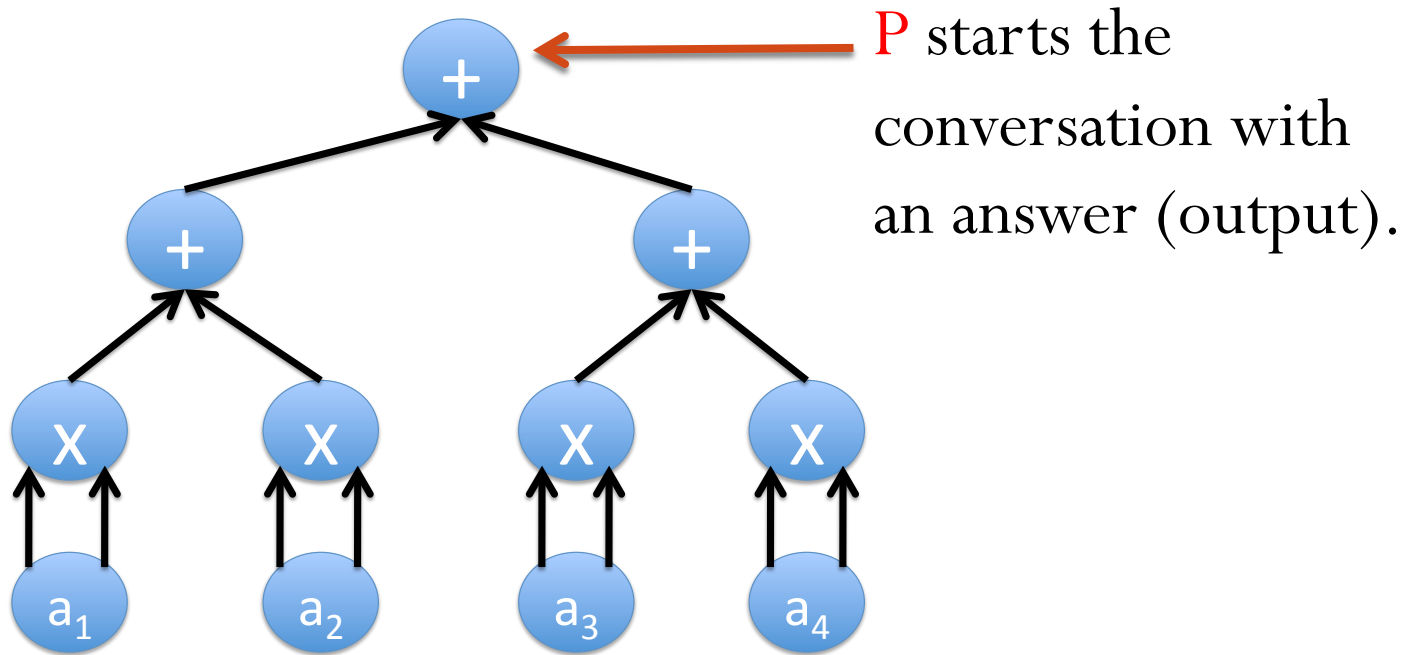 +
P starts the
conversation with
an answer (output).
+ +
x x x x
a₁ a₂ a₃ a₄